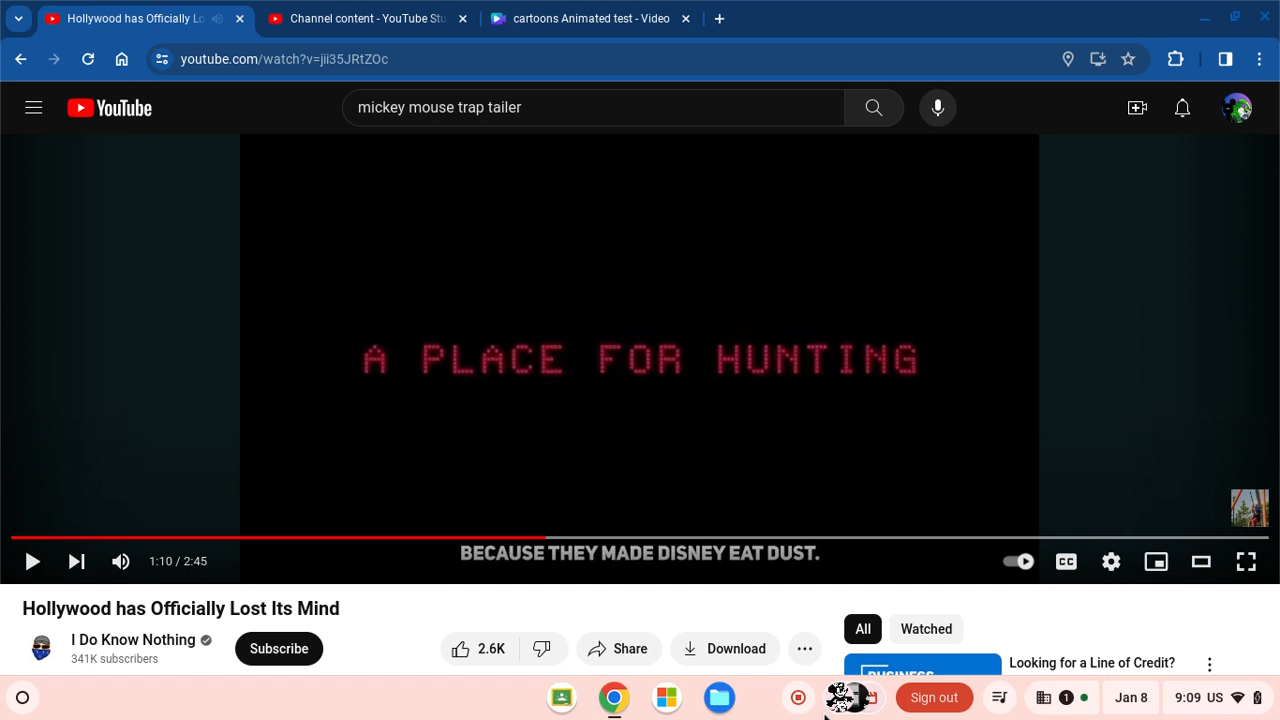 Hollywood has Officially Lo
Channel content - YouTube Stu
cartoons Animated test - Video
youtube.com/watch?v=jii35JRtZOc
YouTube
mickey mouse trap tailer
A PLACE FOR HUNTING
BECAUSE THEY MADE DISNEY EAT DUST.
1:10 / 2:45
CC
Hollywood has Officially Lost Its Mind
I Do Know Nothing
341K subscribers
Subscribe
2.6K
Share
Download
All
Watched
BUSINESS
Looking for a Line of Credit?
Sign out
1
Jan 8
9:09 US